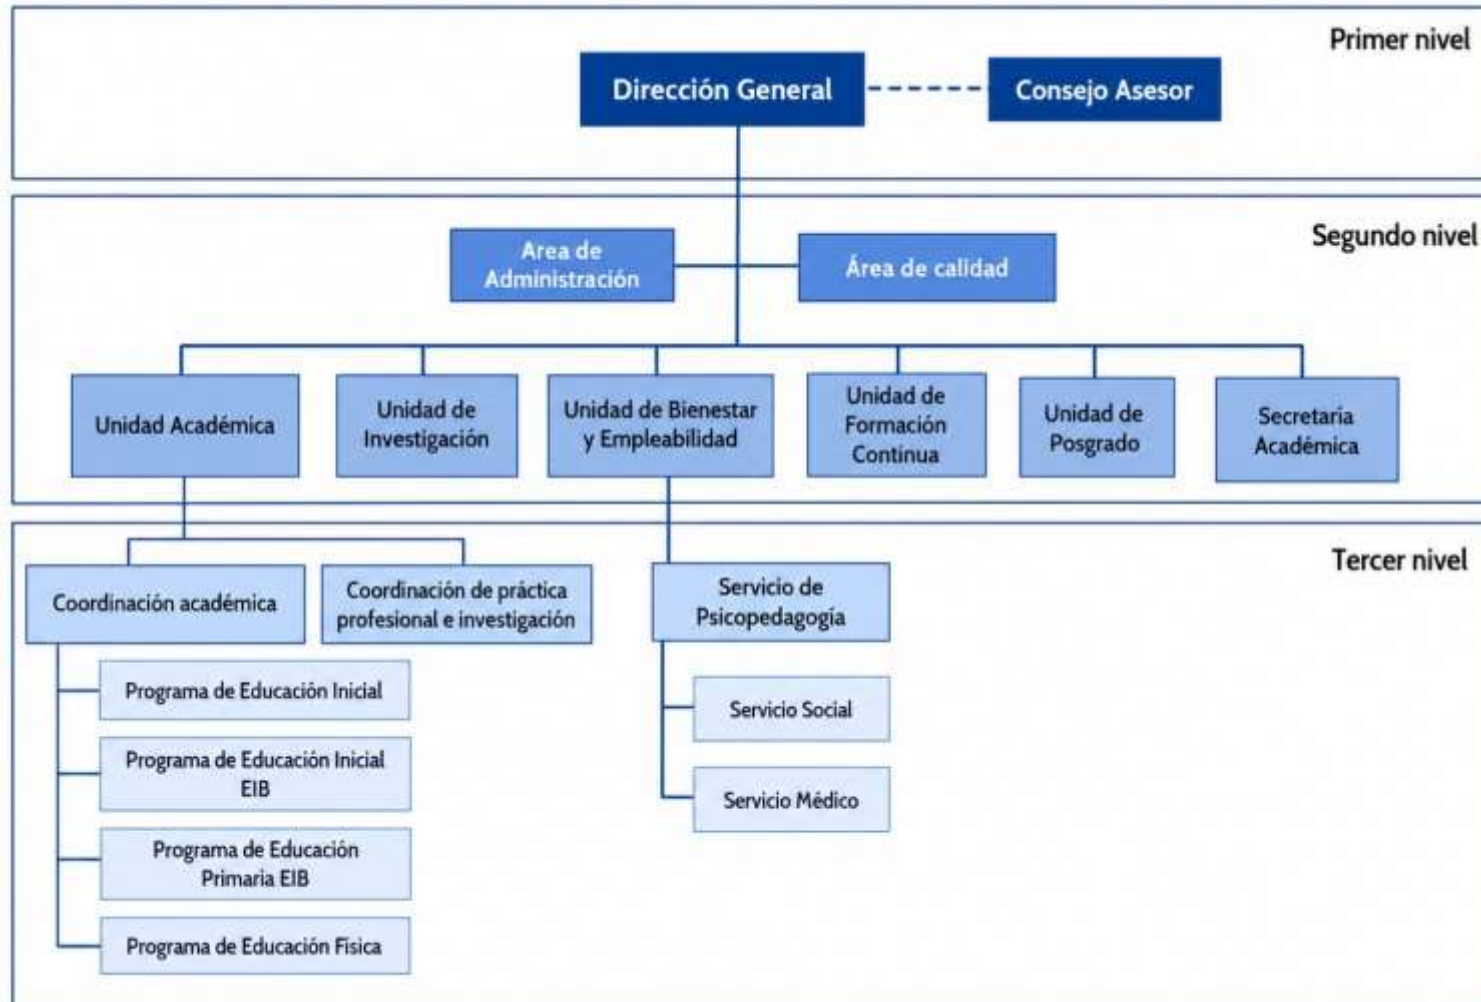 Primer nivel
Dirección General
Consejo Asesor
Segundo nivel
Area de
Administración
Área de calidad
Unidad Académica
Unidad de
Investigación
Unidad de Bienestar
y Empleabilidad
Unidad de
Formación
Continua
Unidad de
Posgrado
Secretaría
Académica
Tercer nivel
Coordinación académica
Coordinación de práctica
profesional e investigación
Servicio de
Psicopedagogía
Programa de Educación Inicial
Programa de Educación Inicial
EIB
Programa de Educación
Primaria EIB
Programa de Educación Física
Servicio Social
Servicio Médico